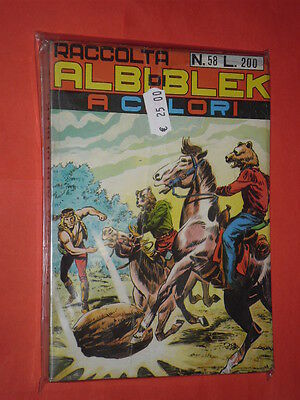 RACCOLTA
N.58 L.200
ALBI BLEK
A COLORI
€ 25,00